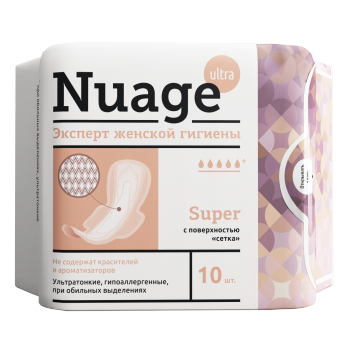 ultra
Nuage
Эксперт женской гигиены
Super
с поверхностью
«сетка»
Не содержат красителей
и ароматизаторов
Ультратонкие, гипоаллергенные,
при обильных выделениях
10 шт.